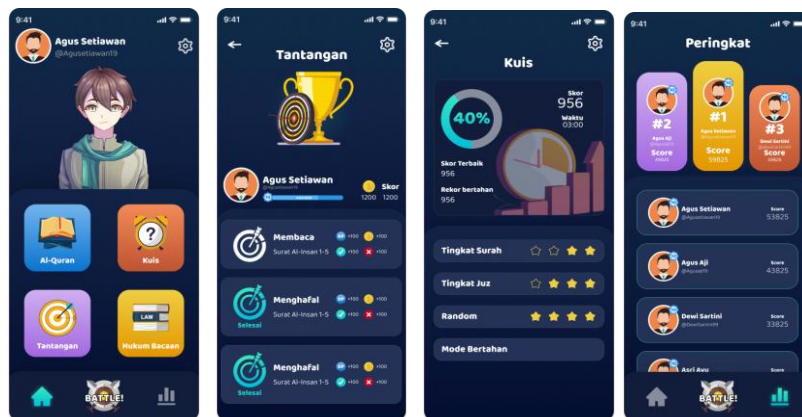 9:41
Agus Setiawan
@Agusetiawan19
Al-Quran
Kuis
Tantangan
LAW
Hukum Bacaan
BATTLE!
9:41
Tantangan
Agus Setiawan
Skor
1200 1200
Membaca
+100 +100
Surat Al-Insan 1-5 +100 +100
Menghafal
+100 +100
Surat Al-Insan 1-5 +100 +100
Selesai
Menghafal
+100 +100
Surat Al-Insan 1-5 +100 +100
Selesai
9:41
Kuis
40%
Skor
956
Waktu
03:00
Skor Terbaik
956
Rekor bertahan
956
Tingkat Surah
Tingkat Juz
Random
Mode Bertahan
9:41
Peringkat
#2
Agus Aji
Score
#1
Agus Setiawan
Score
53825
#3
Dewi Sartini
Score
Agus Setiawan
Score
53825
Agus Aji
Score
43825
Dewi Sartini
Score
33825
Asri Ayu
Score
BATTLE!